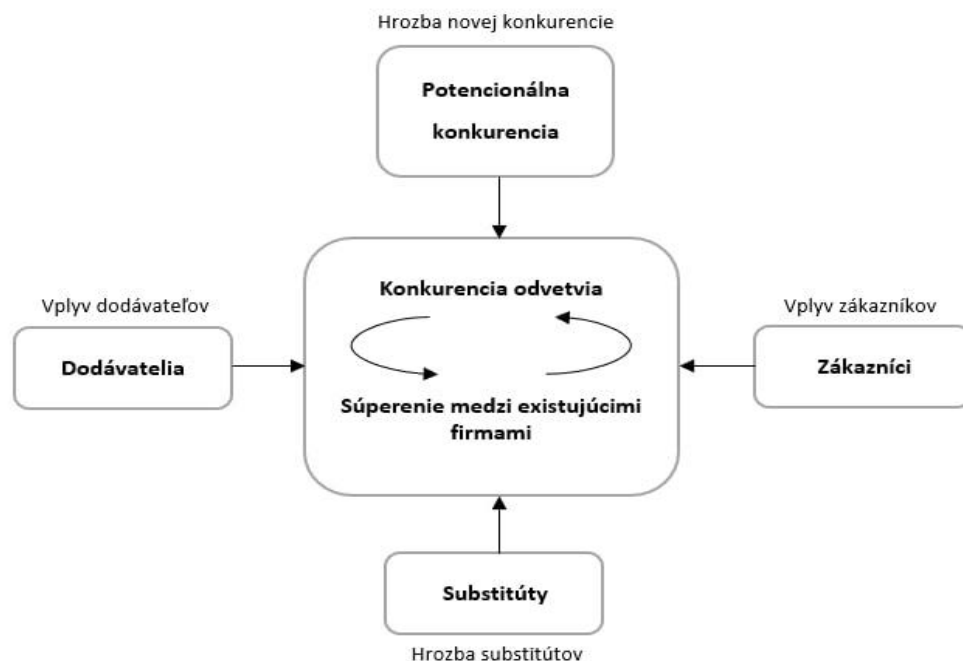 Hrozba novej konkurencie
Potencionálna
konkurencia
Konkurencia odvetvia
Vplyv dodávateľov
Dodávatelia
Vplyv zákazníkov
Zákazníci
Súperenie medzi existujúcimi
firmami
Substitúty
Hrozba substitútov